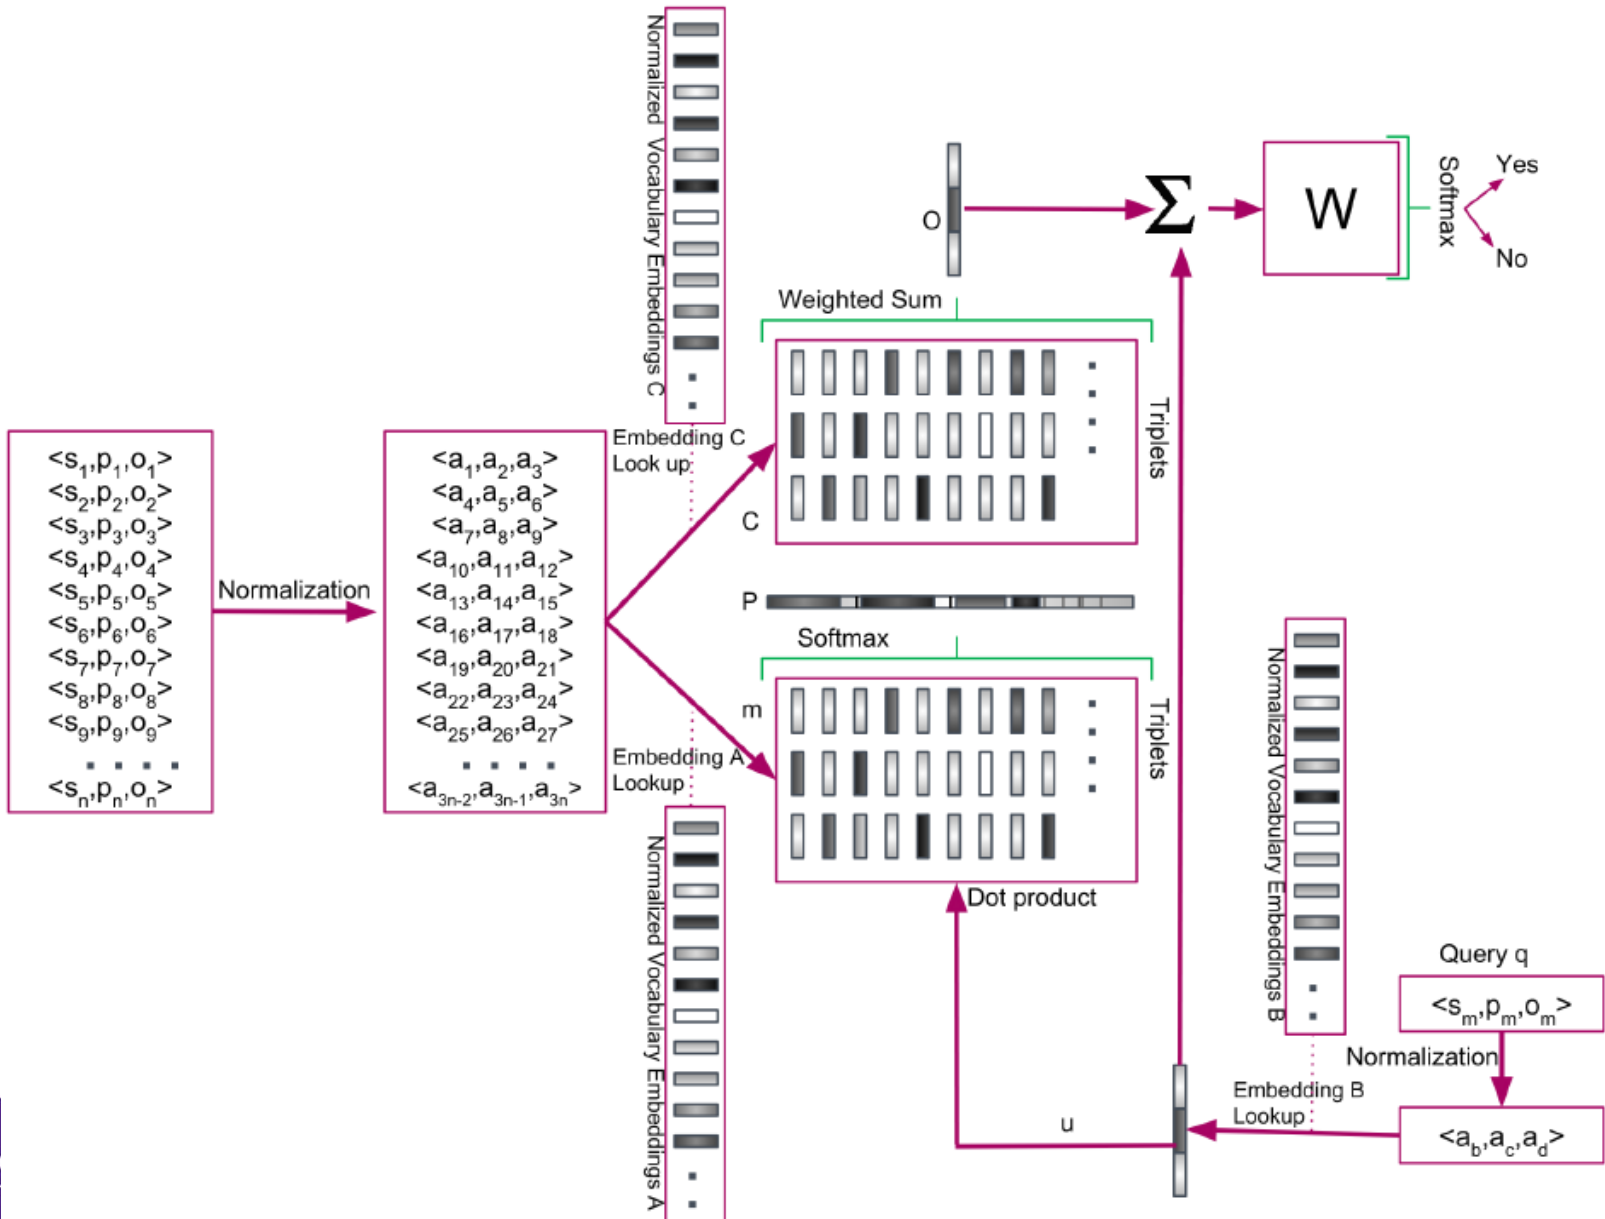 Normalized Vocabulary Embeddings C
O
Σ
W
Softmax
Yes
No
Weighted Sum
Triplets
C
<s1,p1,o1>
<s2,p2,o2>
<s3,p3,o3>
<s4,p4,o4>
<s5,p5,o5>
<s6,p6,o6>
<s7,p7,o7>
<s8,p8,o8>
<s9,p9,o9>
. . . .
<sn,pn,on>
Normalization
<a1,a2,a3>
<a4,a5,a6>
<a7,a8,a9>
<a10,a11,a12>
<a13,a14,a15>
<a16,a17,a18>
<a19,a20,a21>
<a22,a23,a24>
<a25,a26,a27>
. . . .
<a3n-2,a3n-1,a3n>
Embedding C
Look up
P
Softmax
m
Triplets
Embedding A
Lookup
Normalized Vocabulary Embeddings A
Dot product
u
Normalized Vocabulary Embeddings B
Query q
<sm,pm,om>
Normalization
Embedding B
Lookup
<ab,ac,ad>